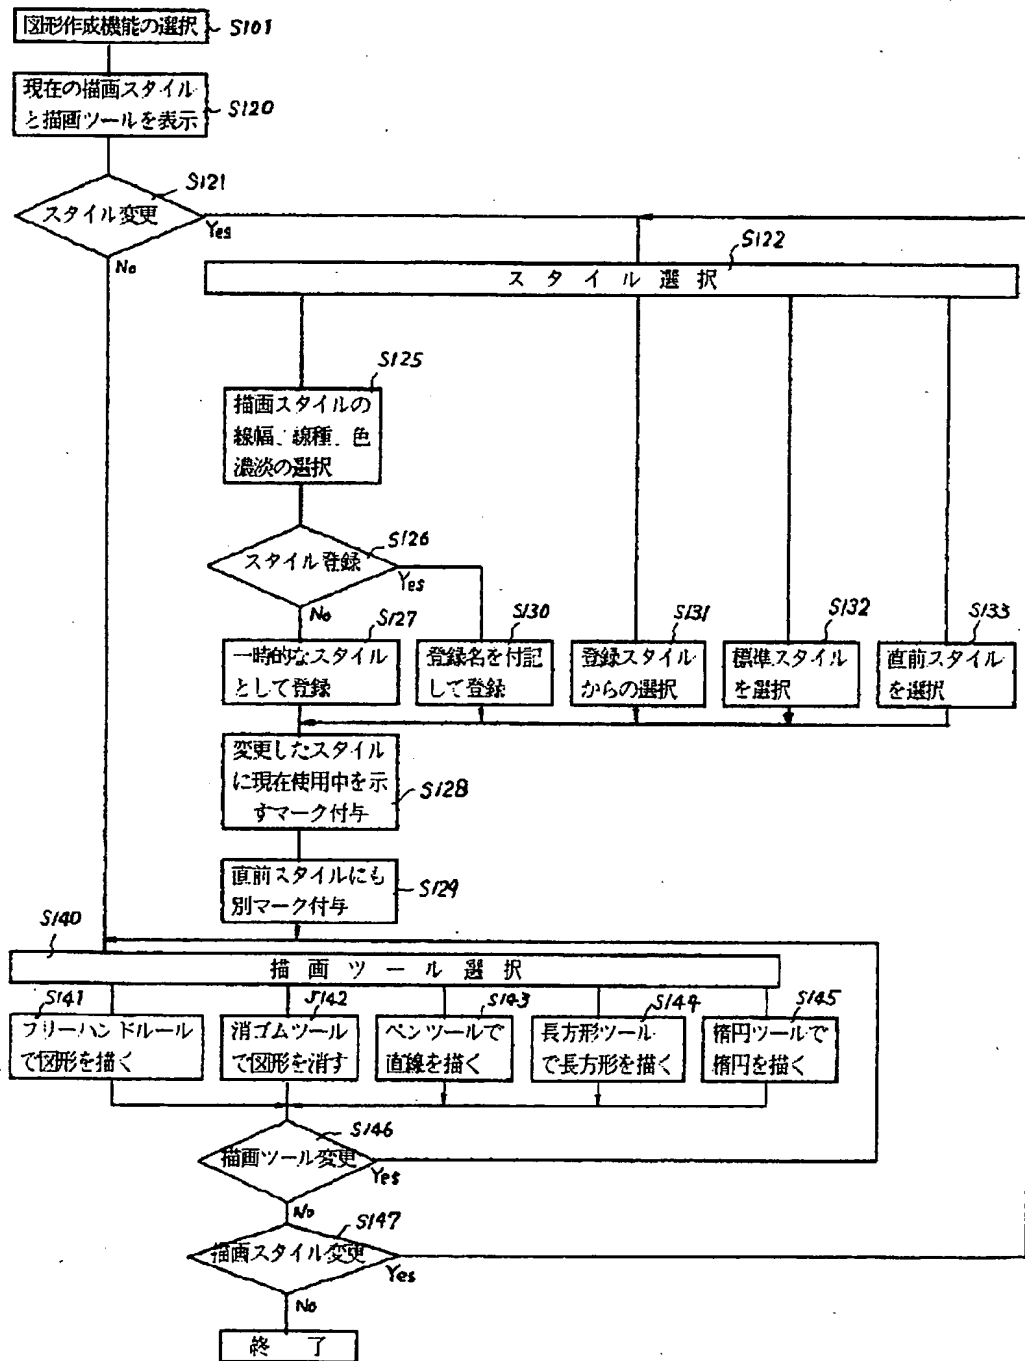 図形作成機能の選択
S101
現在の描画スタイル
と描画ツールを表示
S120
S121
スタイル変更
Yes
No
S122
スタイル選択
S125
描画スタイルの
線幅、線種、色
濃淡の選択
S126
スタイル登録
Yes
No
S127
一時的なスタイル
として登録
S130
登録名を付記
して登録
S131
登録スタイル
からの選択
S132
標準スタイル
を選択
S133
直前スタイル
を選択
変更したスタイル
に現在使用中を示
すマーク付与
S128
直前スタイルにも
別マーク付与
S129
S140
描画ツール選択
S141
フリーハンドルール
で図形を描く
S142
消ゴムツール
で図形を消す
S143
ペンツールで
直線を描く
S144
長方形ツール
で長方形を描く
S145
楕円ツールで
楕円を描く
S146
描画ツール変更
Yes
No
S147
描画スタイル変更
Yes
No
終了